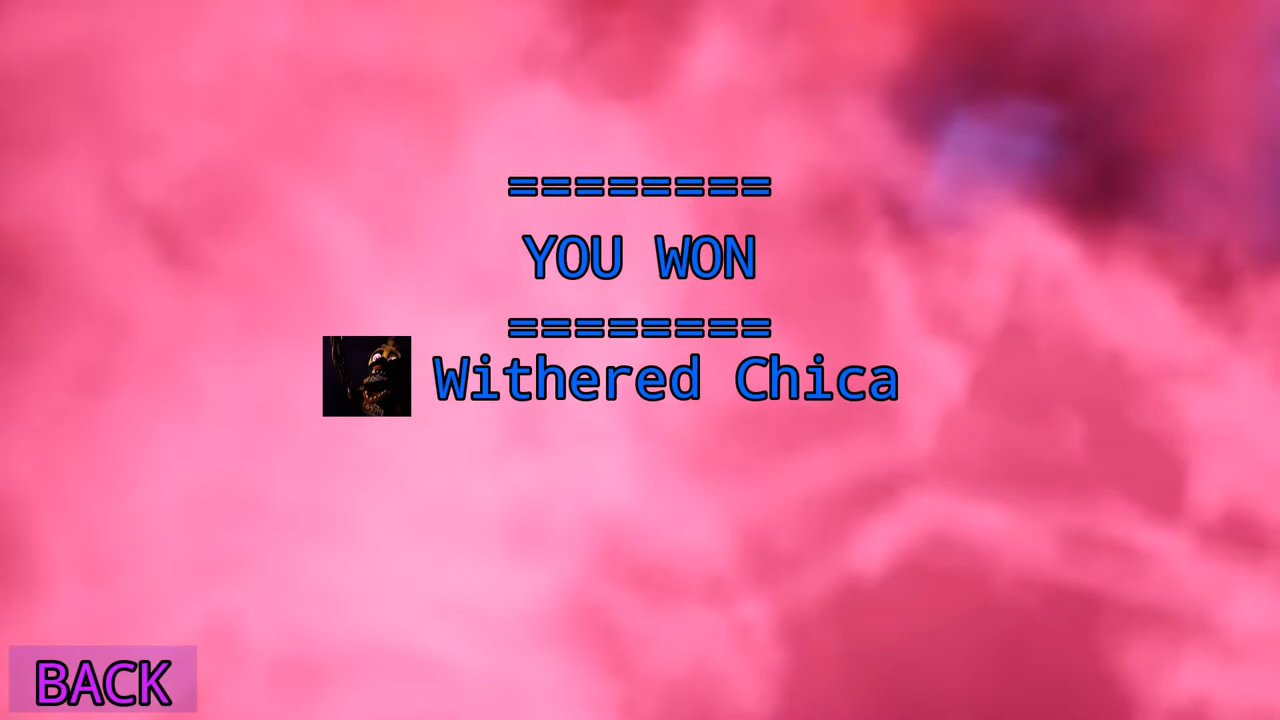 ========
YOU WON
========
Withered Chica
BACK